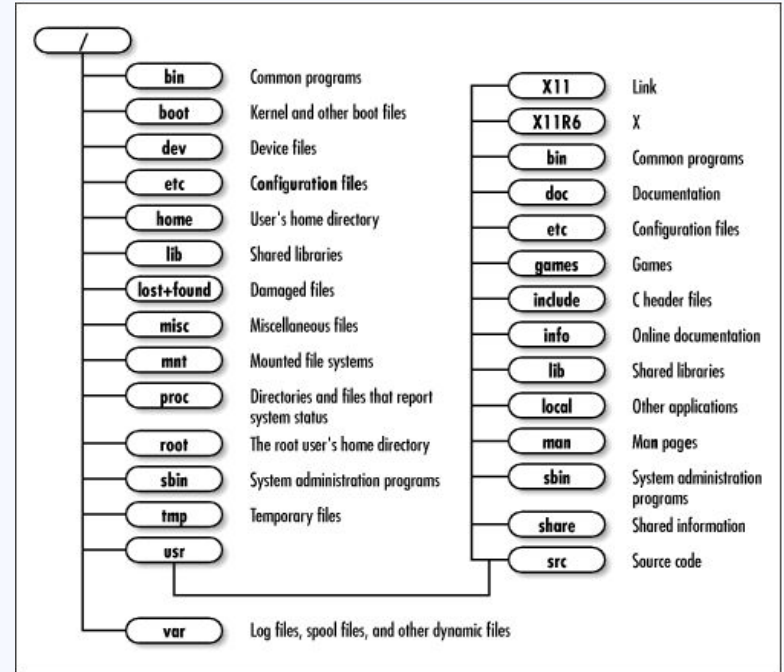 /
bin Common programs
boot Kernel and other boot files
dev Device files
etc Configuration files
home User's home directory
lib Shared libraries
lost+found Damaged files
misc Miscellaneous files
mnt Mounted file systems
proc Directories and files that report
system status
root The root user's home directory
sbin System administration programs
tmp Temporary files
usr
var Log files, spool files, and other dynamic files
X11 Link
X11R6 X
bin Common programs
doc Documentation
etc Configuration files
games Games
include C header files
info Online documentation
lib Shared libraries
local Other applications
man Man pages
sbin System administration
programs
share Shared information
src Source code